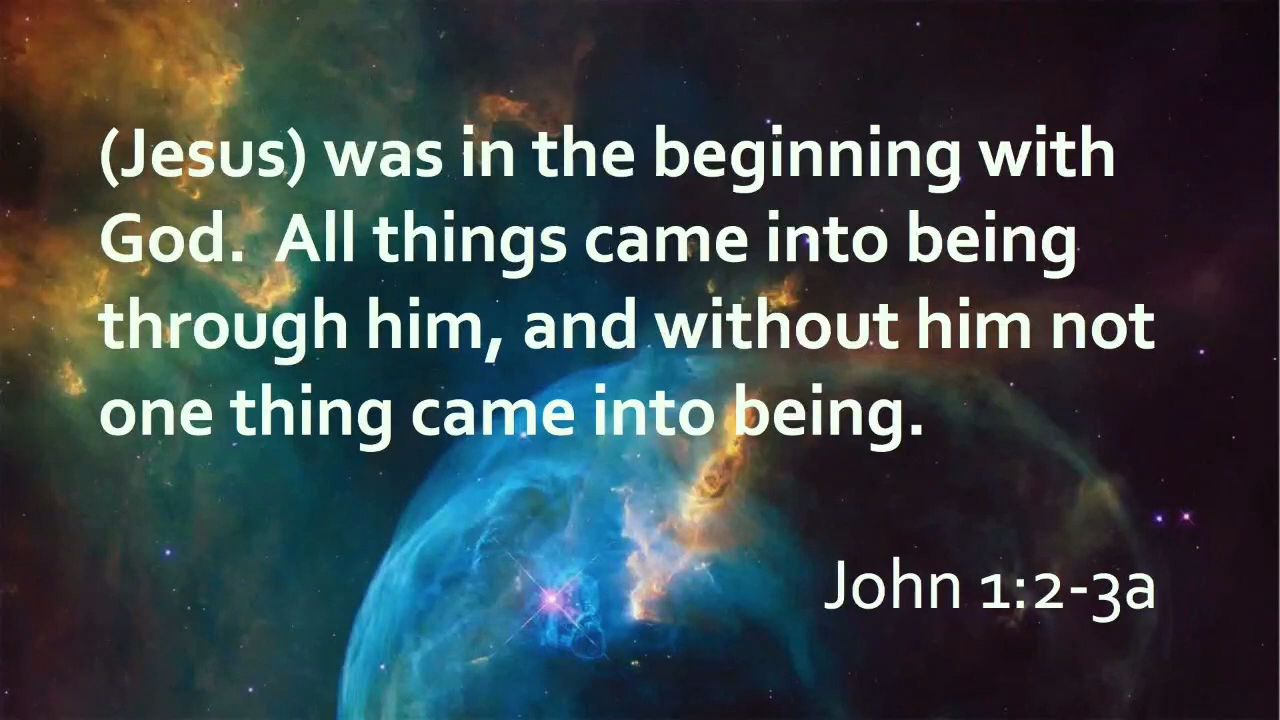 (Jesus) was in the beginning with
God.  All things came into being
through him, and without him not
one thing came into being.
John 1:2-3a